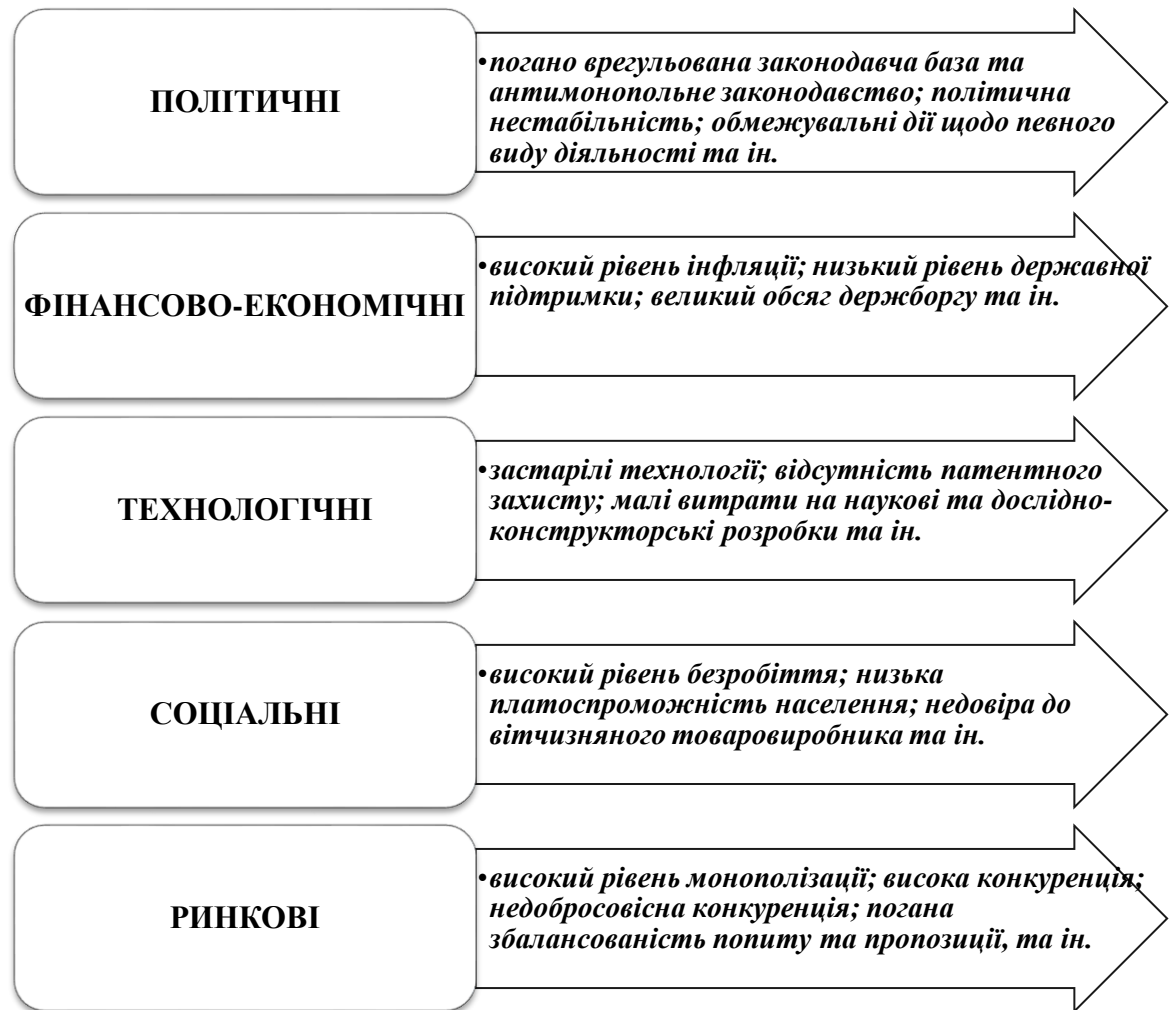 ПОЛІТИЧНІ
•погано врегульована законодавча база та
антимонопольне законодавство; політична
нестабільність; обмежувальні дії щодо певного
виду діяльності та ін.
ФІНАНСОВО-ЕКОНОМІЧНІ
•високий рівень інфляції; низький рівень державної
підтримки; великий обсяг держборгу та ін.
ТЕХНОЛОГІЧНІ
•застарілі технології; відсутність патентного
захисту; малі витрати на наукові та дослідно-
конструкторські розробки та ін.
СОЦІАЛЬНІ
•високий рівень безробіття; низька
платоспроможність населення; недовіра до
вітчизняного товаровиробника та ін.
РИНКОВІ
•високий рівень монополізації; висока конкуренція;
недобросовісна конкуренція; погана
збалансованість попиту та пропозиції, та ін.